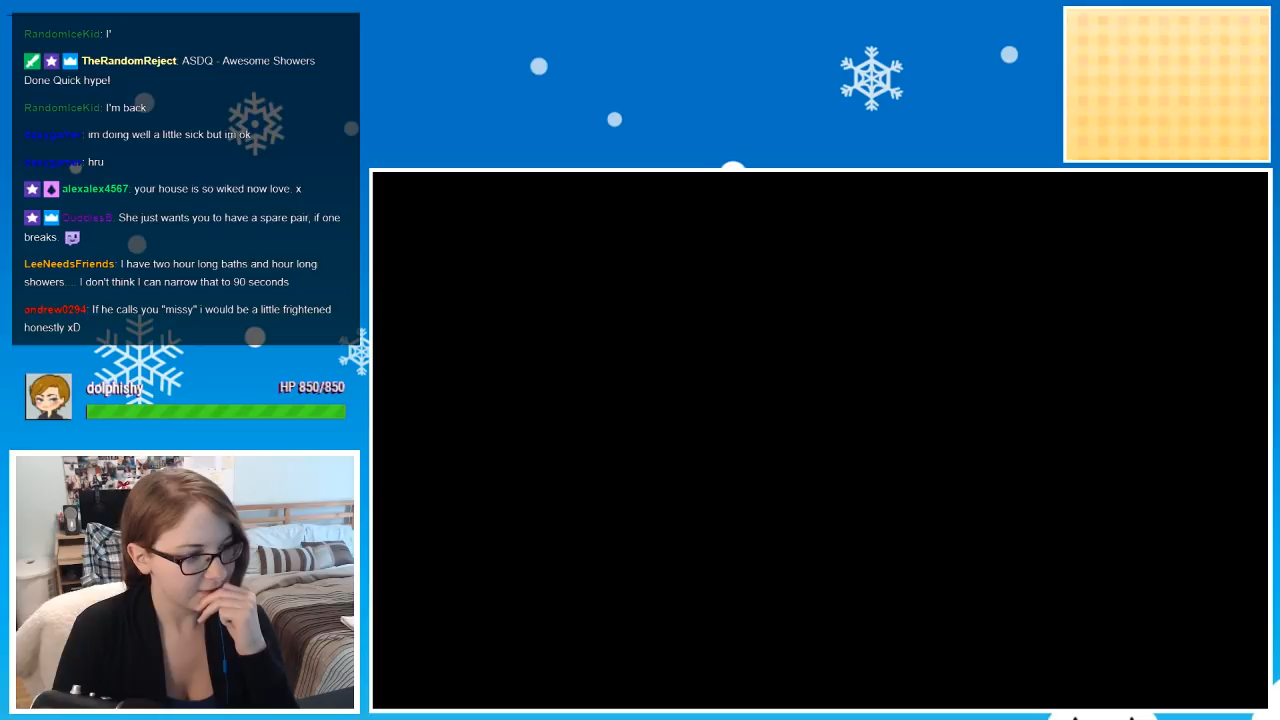 RandomIceKid: I'
TheRandomReject: ASDQ - Awesome Showers
Done Quick hype!
RandomIceKid: I'm back
: im doing well a little sick but im ok
: hru
alexalex4567: your house is so wiked now love. x
CuddlesB: She just wants you to have a spare pair, if one
breaks.
LeeNeedsFriends: I have two hour long baths and hour long
showers.... I don't think I can narrow that to 90 seconds
andrew0294: If he calls you "missy" i would be a little frightened
honestly xD
dolphishy HP 850/850